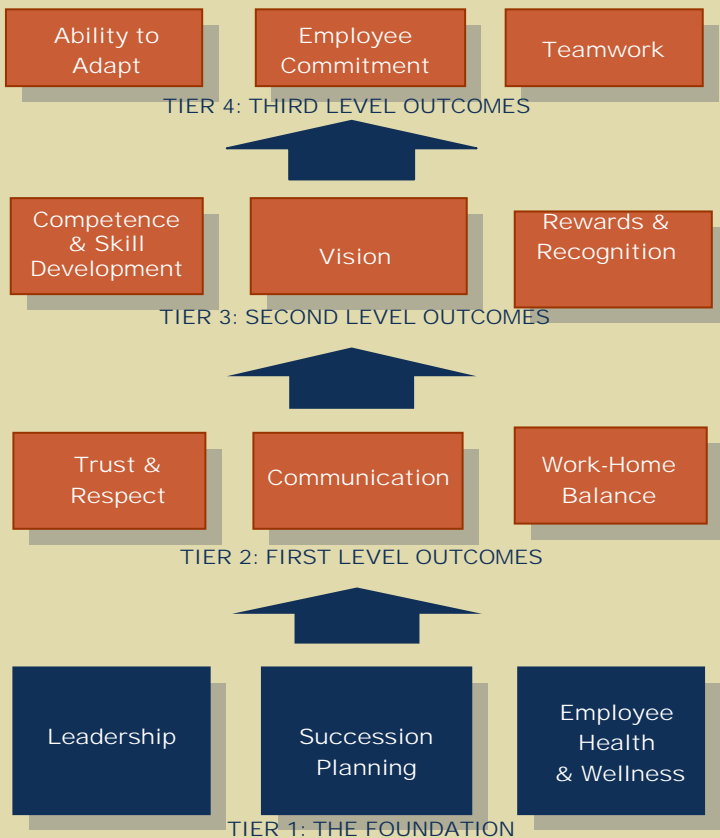 Ability to
Adapt
Employee
Commitment
Teamwork
TIER 4: THIRD LEVEL OUTCOMES
Competence
& Skill
Development
Vision
Rewards &
Recognition
TIER 3: SECOND LEVEL OUTCOMES
Trust &
Respect
Communication
Work-Home
Balance
TIER 2: FIRST LEVEL OUTCOMES
Leadership
Succession
Planning
Employee
Health
& Wellness
TIER 1: THE FOUNDATION